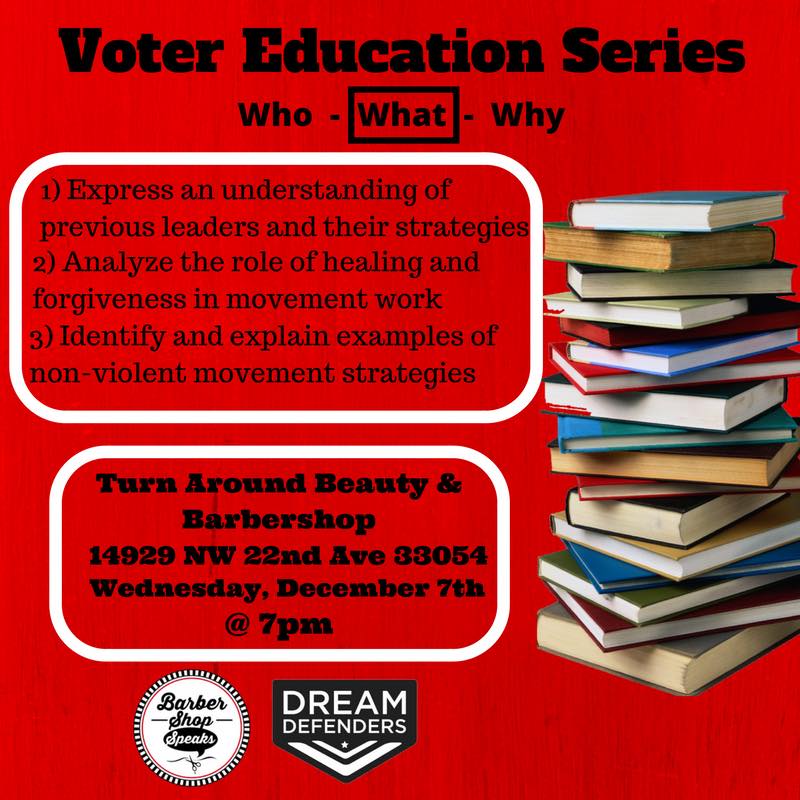 Voter Education Series
Who - What - Why
1) Express an understanding of
previous leaders and their strategies
2) Analyze the role of healing and
forgiveness in movement work
3) Identify and explain examples of
non-violent movement strategies
Turn Around Beauty &
Barbershop
14929 NW 22nd Ave 33054
Wednesday, December 7th
@ 7pm
Barber
Shop
Speaks
DREAM
DEFENDERS